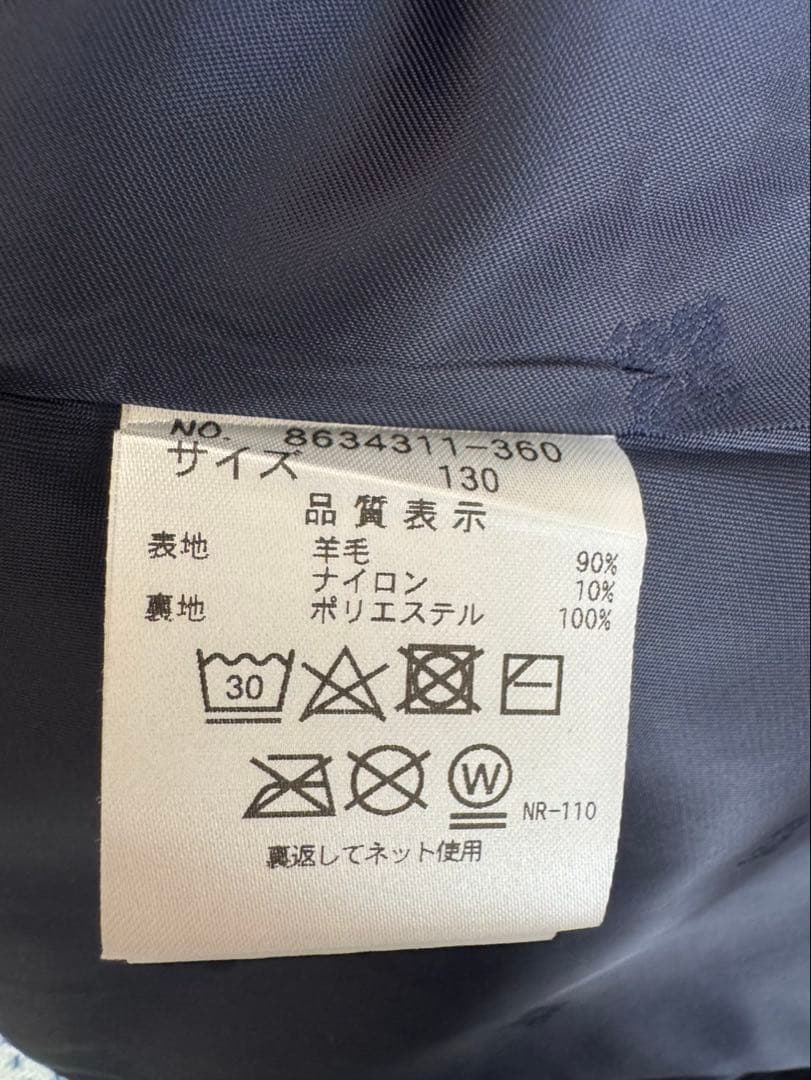 NO. 8634311-360
サイズ 130
品質表示
表地 羊毛 90%
ナイロン 10%
裏地 ポリエステル 100%
30
W NR-110
裏返してネット使用